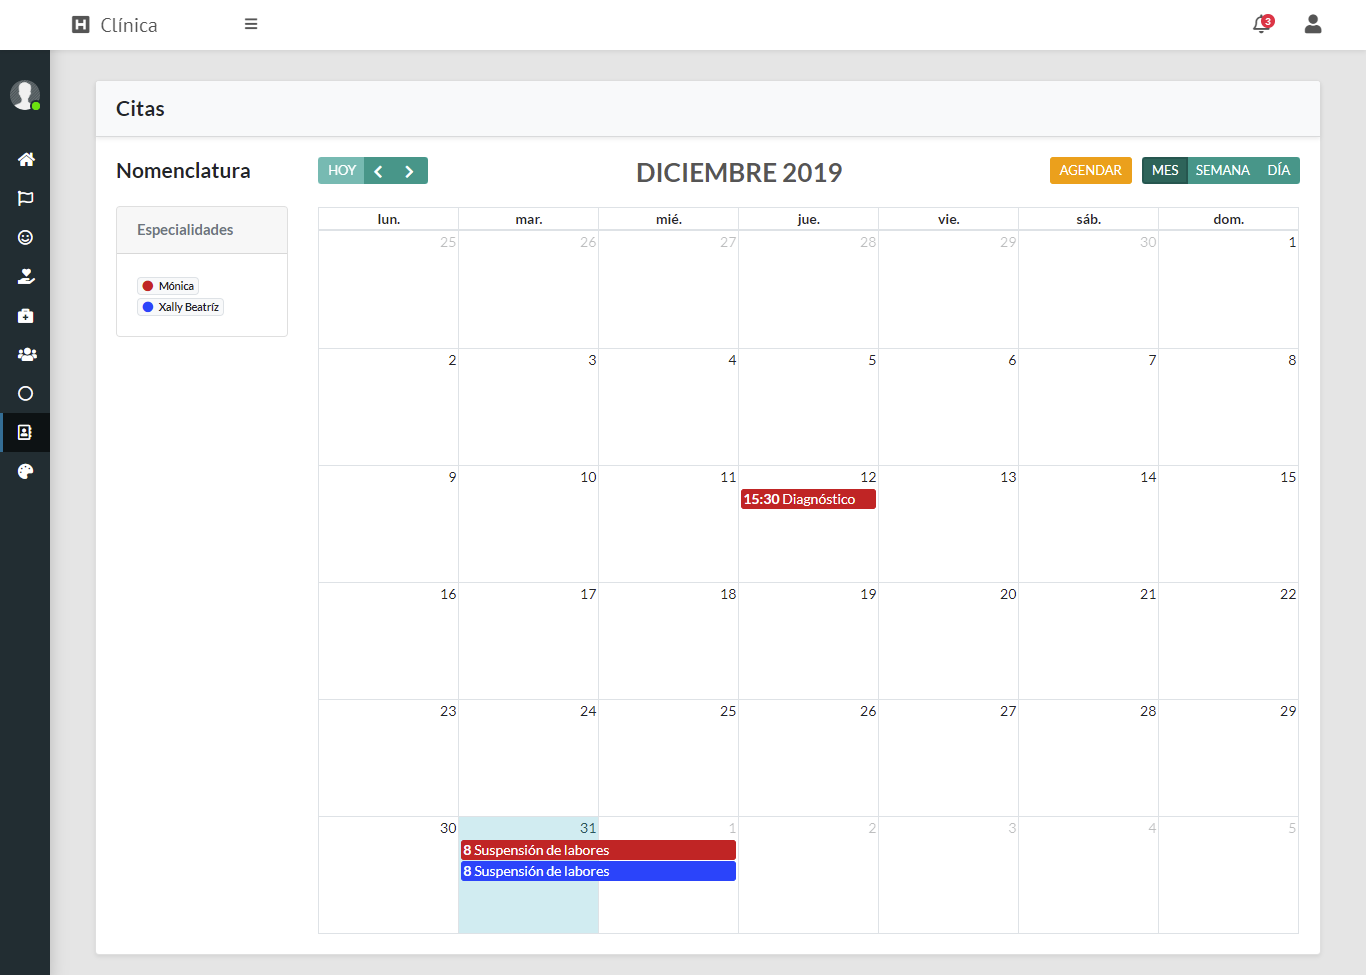 Clínica
3
Citas
Nomenclatura
HOY
DICIEMBRE 2019
AGENDAR
MES SEMANA DÍA
Especialidades
Mónica
Xally Beatríz
lun. mar. mié. jue. vie. sáb. dom.
25 26 27 28 29 30 1
2 3 4 5 6 7 8
9 10 11 12 13 14 15
15:30 Diagnóstico
16 17 18 19 20 21 22
23 24 25 26 27 28 29
30 31 1 2 3 4 5
8 Suspensión de labores
8 Suspensión de labores